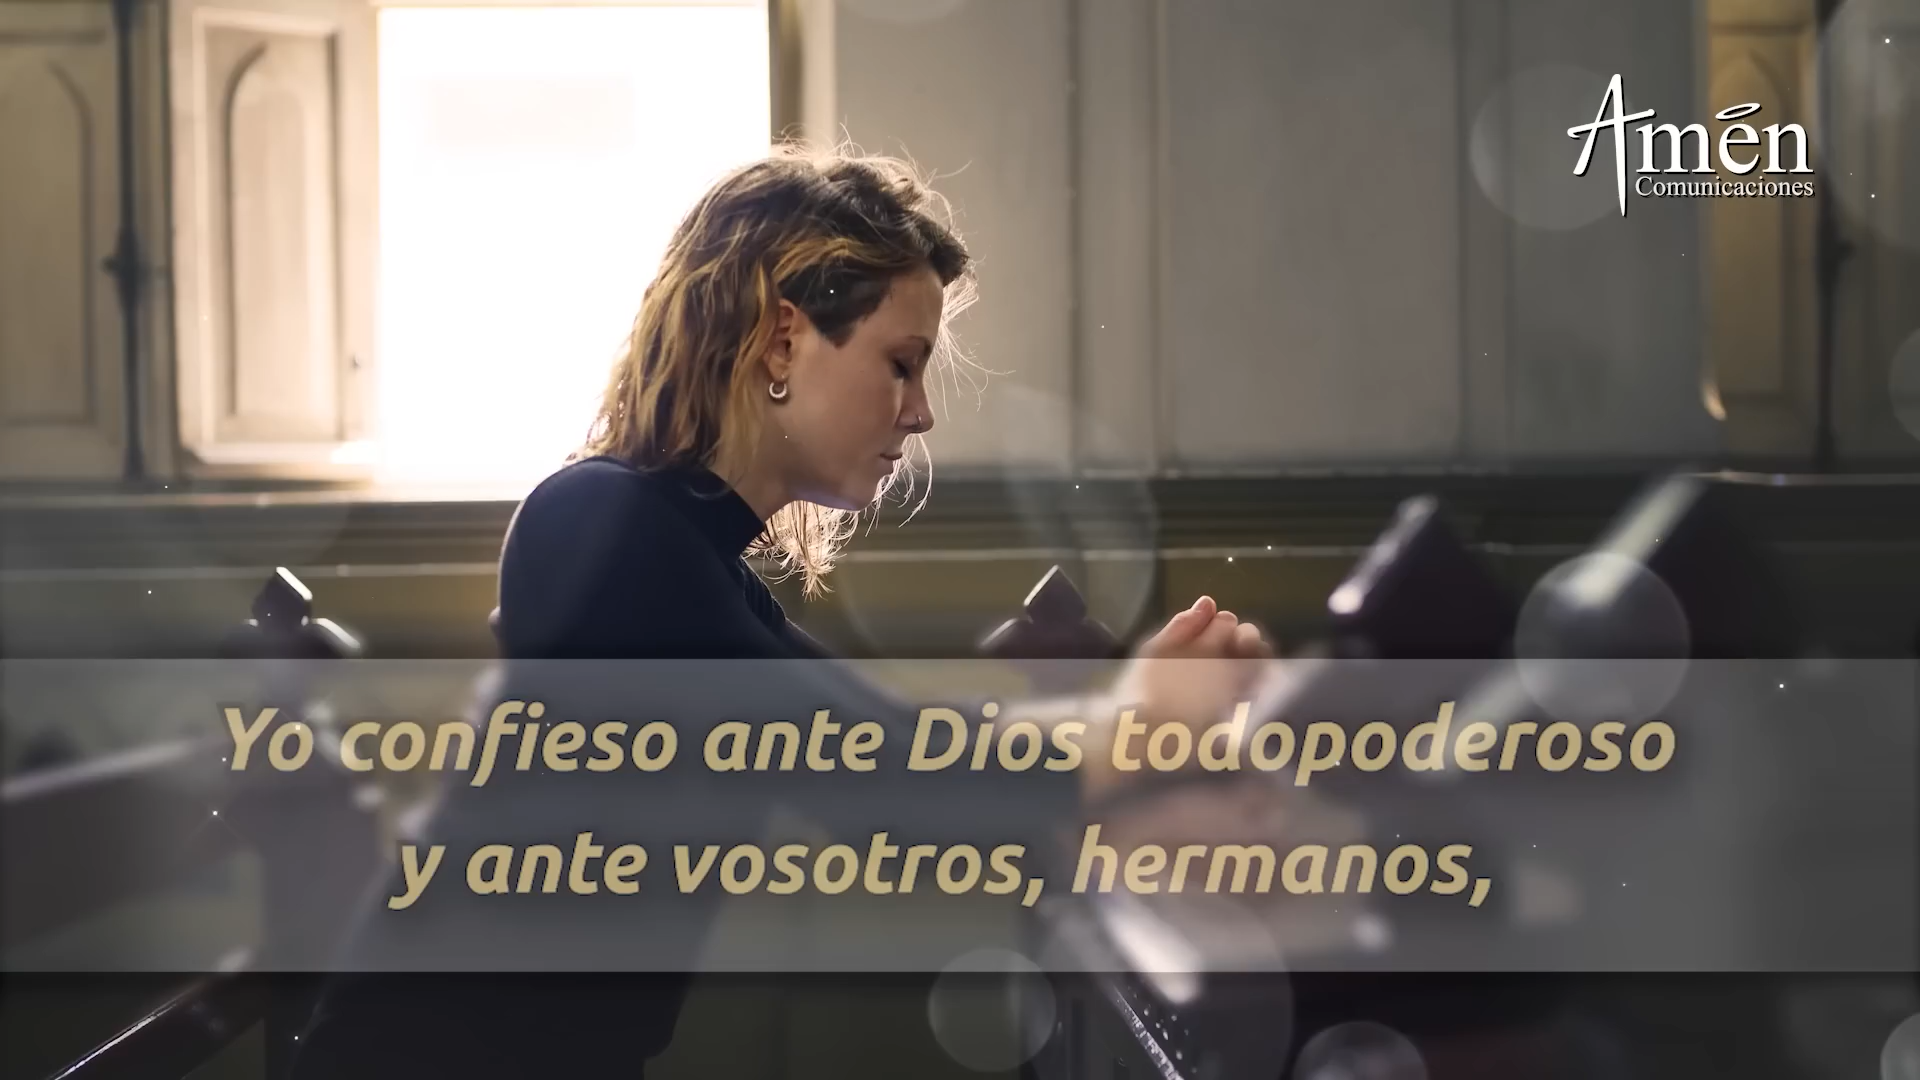 Amén
Comunicaciones
Yo confieso ante Dios todopoderoso
y ante vosotros, hermanos,